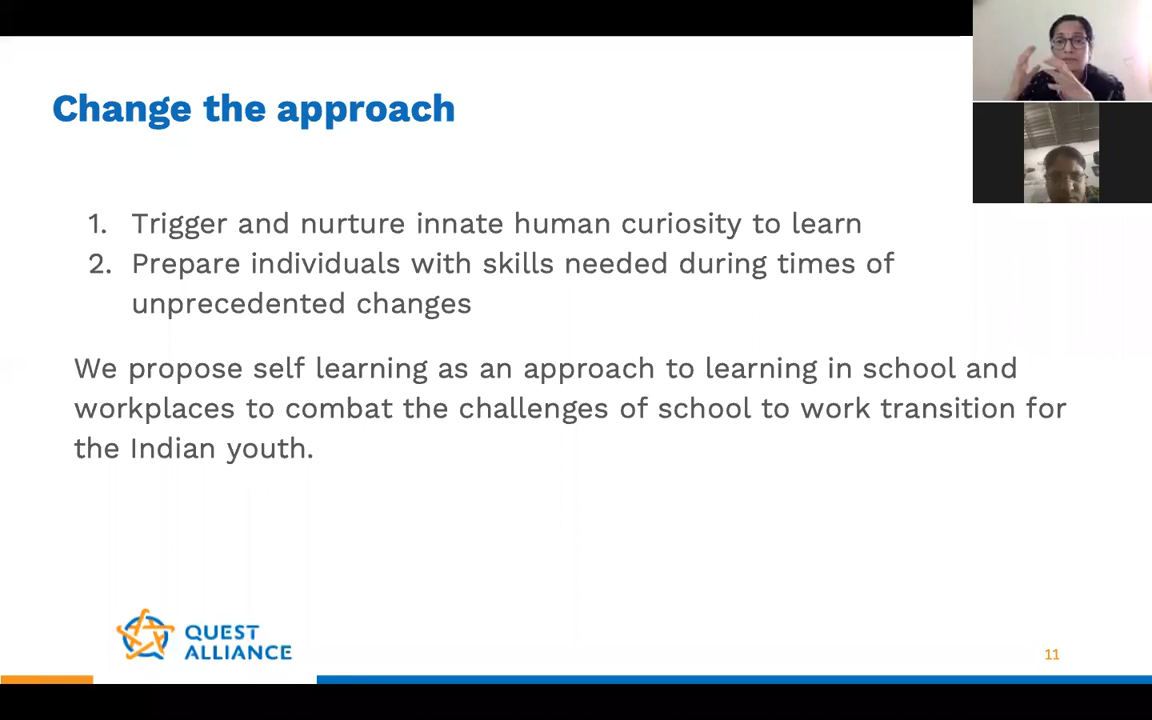 Change the approach
1. Trigger and nurture innate human curiosity to learn
2. Prepare individuals with skills needed during times of
unprecedented changes
We propose self learning as an approach to learning in school and
workplaces to combat the challenges of school to work transition for
the Indian youth.
QUEST
ALLIANCE
11